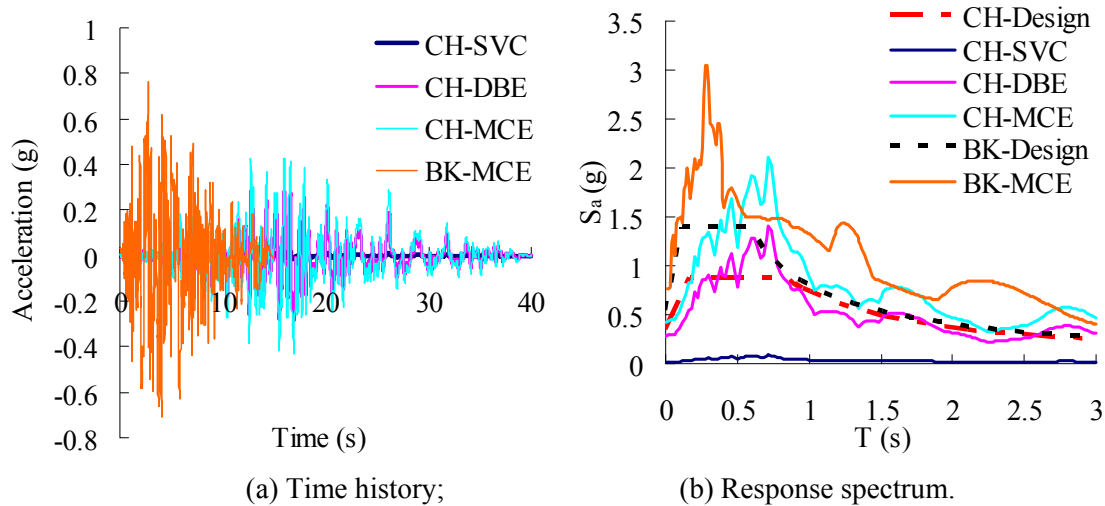 1
0.8
0.6
0.4
0.2
0
-0.2
-0.4
-0.6
-0.8
Acceleration (g)
0 10 20 30 40
Time (s)
CH-SVC
CH-DBE
CH-MCE
BK-MCE
(a) Time history;
3.5
3
2.5
2
1.5
1
0.5
0
Sa (g)
0 0.5 1 1.5 2 2.5 3
T (s)
CH-Design
CH-SVC
CH-DBE
CH-MCE
BK-Design
BK-MCE
(b) Response spectrum.